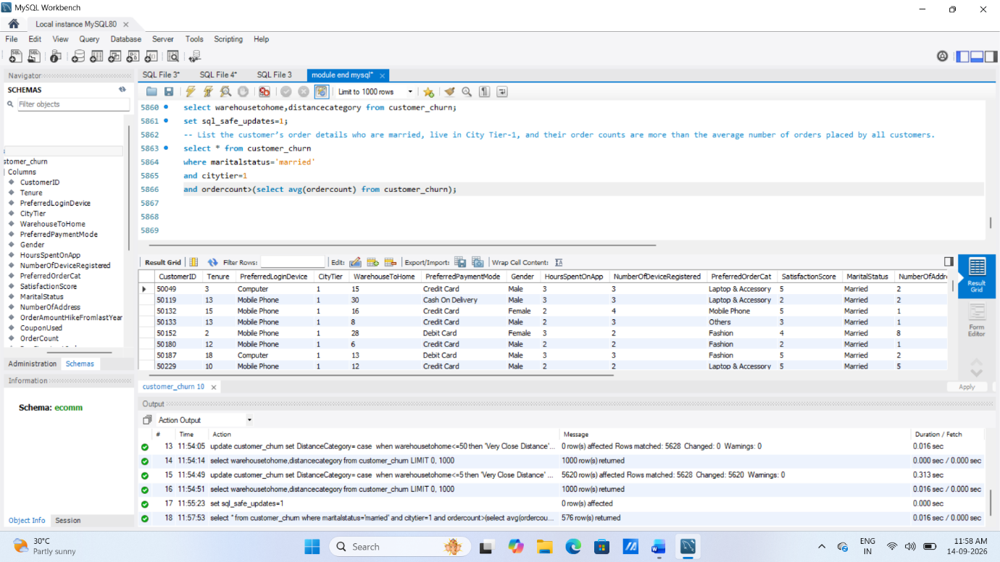 MySQL Workbench
Local instance MySQL80
File Edit View Query Database Server Tools Scripting Help
Navigator
SCHEMAS
Filter objects
stomer_churn
Columns
CustomerID
Tenure
PreferredLoginDevice
CityTier
WarehouseToHome
PreferredPaymentMode
Gender
HoursSpentOnApp
NumberOfDeviceRegistered
PreferredOrderCat
SatisfactionScore
MaritalStatus
NumberOfAddress
OrderAmountHikeFromlastYear
CouponUsed
OrderCount
Administration Schemas
Information
Schema: ecomm
Object Info Session
SQL File 3* SQL File 4* SQL File 3 module end mysql*
Limit to 1000 rows
5860 select warehousetohome,distancecategory from customer_churn;
5861 set sql_safe_updates=1;
5862 -- List the customer’s order details who are married, live in City Tier-1, and their order counts are more than the average number of orders placed by all customers.
5863 select * from customer_churn
5864 where maritalstatus='married'
5865 and citytier=1
5866 and ordercount>(select avg(ordercount) from customer_churn);
5867
5868
5869
Result Grid Filter Rows: Edit: Export/Import: Wrap Cell Content:
CustomerID Tenure PreferredLoginDevice CityTier WarehouseToHome PreferredPaymentMode Gender HoursSpentOnApp NumberOfDeviceRegistered PreferredOrderCat SatisfactionScore MaritalStatus NumberOfAddre
50049 3 Computer 1 15 Credit Card Male 3 3 Laptop & Accessory 5 Married 2
50119 13 Mobile Phone 1 30 Cash On Delivery Male 3 3 Laptop & Accessory 2 Married 2
50132 15 Mobile Phone 1 16 Credit Card Female 2 4 Mobile Phone 5 Married 1
50133 13 Mobile Phone 1 8 Credit Card Male 2 3 Others 3 Married 1
50152 2 Mobile Phone 1 28 Debit Card Female 3 2 Fashion 4 Married 8
50180 12 Mobile Phone 1 6 Credit Card Male 2 2 Fashion 2 Married 1
50187 18 Computer 1 13 Debit Card Male 3 3 Fashion 5 Married 2
50229 10 Mobile Phone 1 12 Credit Card Male 2 2 Laptop & Accessory 5 Married 5
Result Grid
Form Editor
customer_churn 10
Apply
Output
Action Output
# Time Action Message Duration / Fetch
13 11:54:05 update customer_churn set DistanceCategory= case when warehousetohome<=50 then 'Very Close Distance'... 0 row(s) affected Rows matched: 5628 Changed: 0 Warnings: 0 0.016 sec
14 11:54:14 select warehousetohome,distancecategory from customer_churn LIMIT 0, 1000 1000 row(s) returned 0.000 sec / 0.000 sec
15 11:54:49 update customer_churn set DistanceCategory= case when warehousetohome<=5 then 'Very Close Distance' ... 5620 row(s) affected Rows matched: 5628 Changed: 5620 Warnings: 0 0.313 sec
16 11:54:51 select warehousetohome,distancecategory from customer_churn LIMIT 0, 1000 1000 row(s) returned 0.016 sec / 0.000 sec
17 11:55:23 set sql_safe_updates=1 0 row(s) affected 0.000 sec
18 11:57:53 select * from customer_churn where maritalstatus='married' and citytier=1 and ordercount>(select avg(ordercou... 576 row(s) returned 0.016 sec / 0.000 sec
30°C
Partly sunny
Search
ENG
IN
11:58 AM
14-09-2026